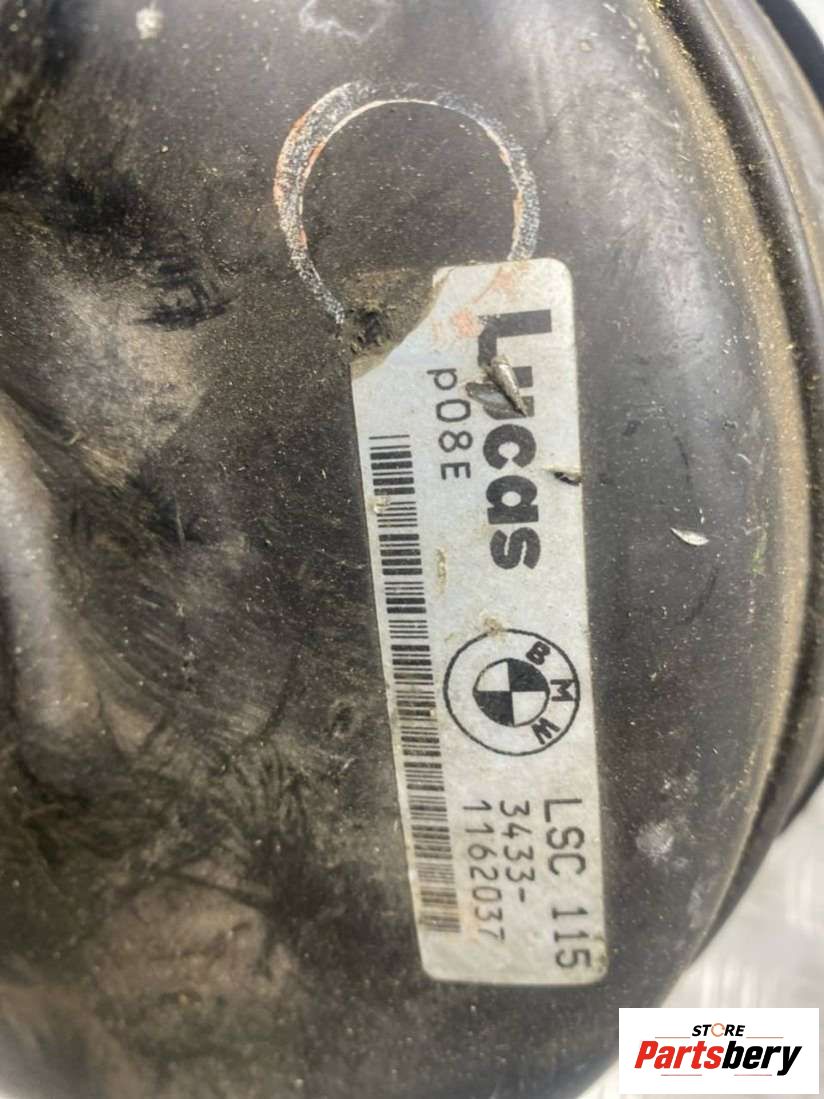 Lucas
p08E
BMW
LSC 115
3433-
1162037
STORE
Partsbery